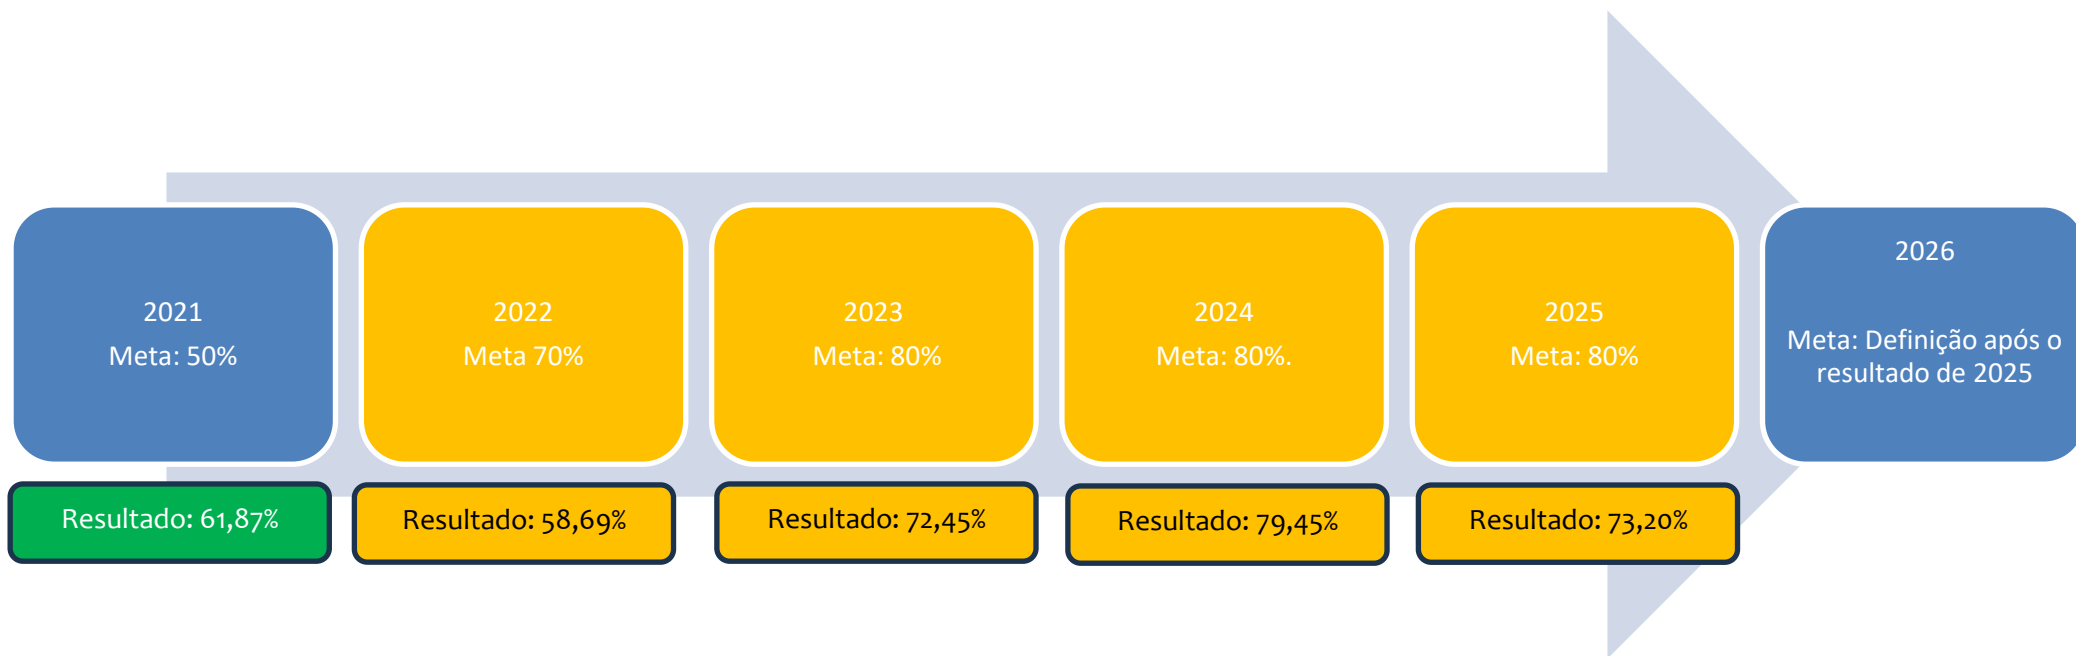 2021
Meta: 50%
2022
Meta 70%
2023
Meta: 80%
2024
Meta: 80%.
2025
Meta: 80%
2026
Meta: Definição após o
resultado de 2025
Resultado: 61,87%
Resultado: 58,69%
Resultado: 72,45%
Resultado: 79,45%
Resultado: 73,20%